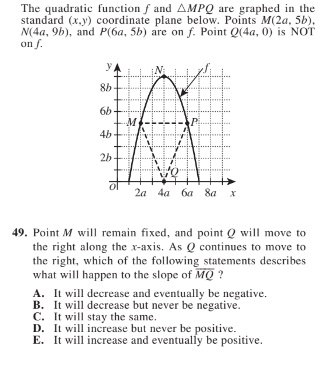 The quadratic function f and △MPQ are graphed in the
standard (x,y) coordinate plane below. Points M(2a, 5b),
N(4a, 9b), and P(6a, 5b) are on f. Point Q(4a, 0) is NOT
on f.
y
N
f
8b
6b
M
P
4b
2b
Q
O
2a 4a 6a 8a x
49. Point M will remain fixed, and point Q will move to
the right along the x-axis. As Q continues to move to
the right, which of the following statements describes
what will happen to the slope of M̅Q̅ ?
A. It will decrease and eventually be negative.
B. It will decrease but never be negative.
C. It will stay the same.
D. It will increase but never be positive.
E. It will increase and eventually be positive.